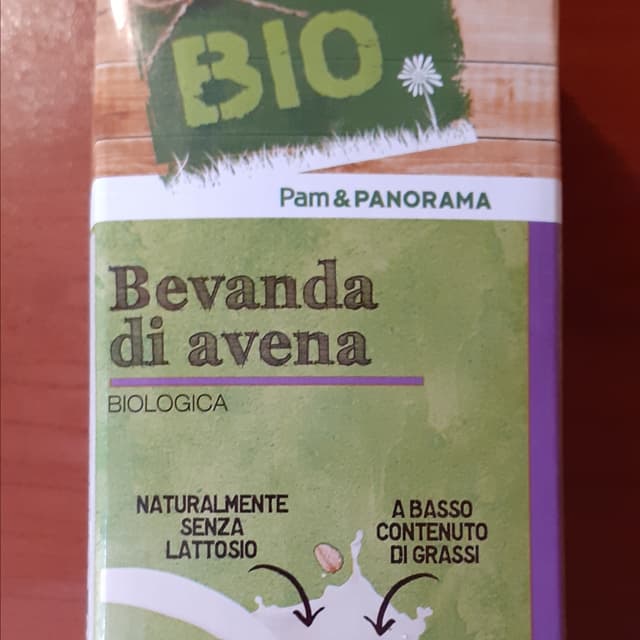 BIO
Pam & PANORAMA
Bevanda
di avena
BIOLOGICA
NATURALMENTE
SENZA
LATTOSIO
A BASSO
CONTENUTO
DI GRASSI